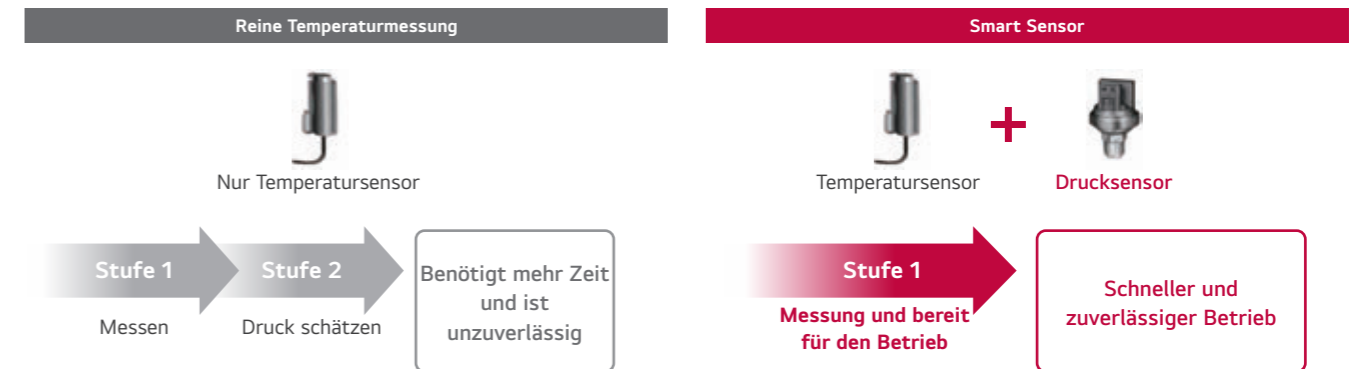 Reine Temperaturmessung
Nur Temperatursensor
Stufe 1
Stufe 2
Messen
Druck schätzen
Benötigt mehr Zeit
und ist
unzuverlässig
Smart Sensor
+
Temperatursensor
Drucksensor
Stufe 1
Messung und bereit
für den Betrieb
Schneller und
zuverlässiger Betrieb